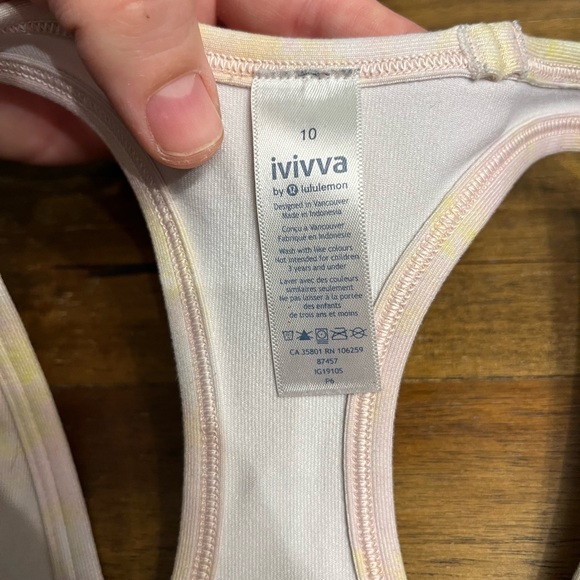 10
ivivva
by lululemon
Designed in Vancouver
Made in Indonesia
Conçu a Vancouver
Fabriqué en Indonésie
Wash with like colours
Not intended for children
3 years and under
Laver avec des couleurs
similaires seulement
Ne pas laisser à la portée
des enfants
de trois ans et moins
CA 35801 RN 106259
87457
IG1910S
P6